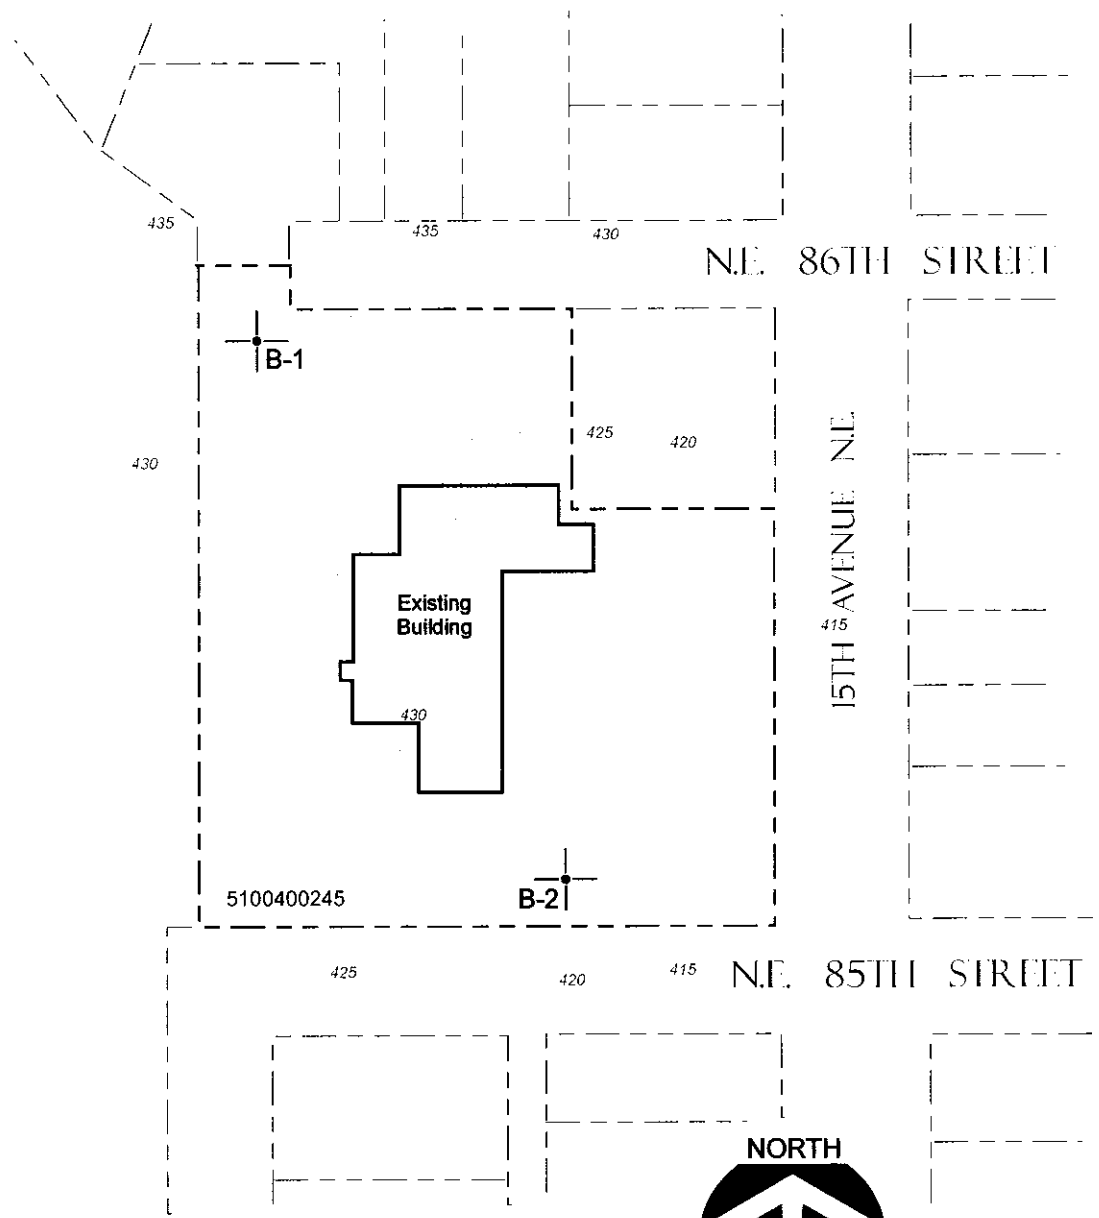 435
435
430
N.E. 86TH STREET
B-1
425
420
430
15TH AVENUE N.E.
Existing
Building
415
430
5100400245
B-2
425
420
415
N.E. 85TH STREET
NORTH